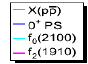 X(pp̄)
0⁻⁺ PS
f₀(2100)
f₂(1910)